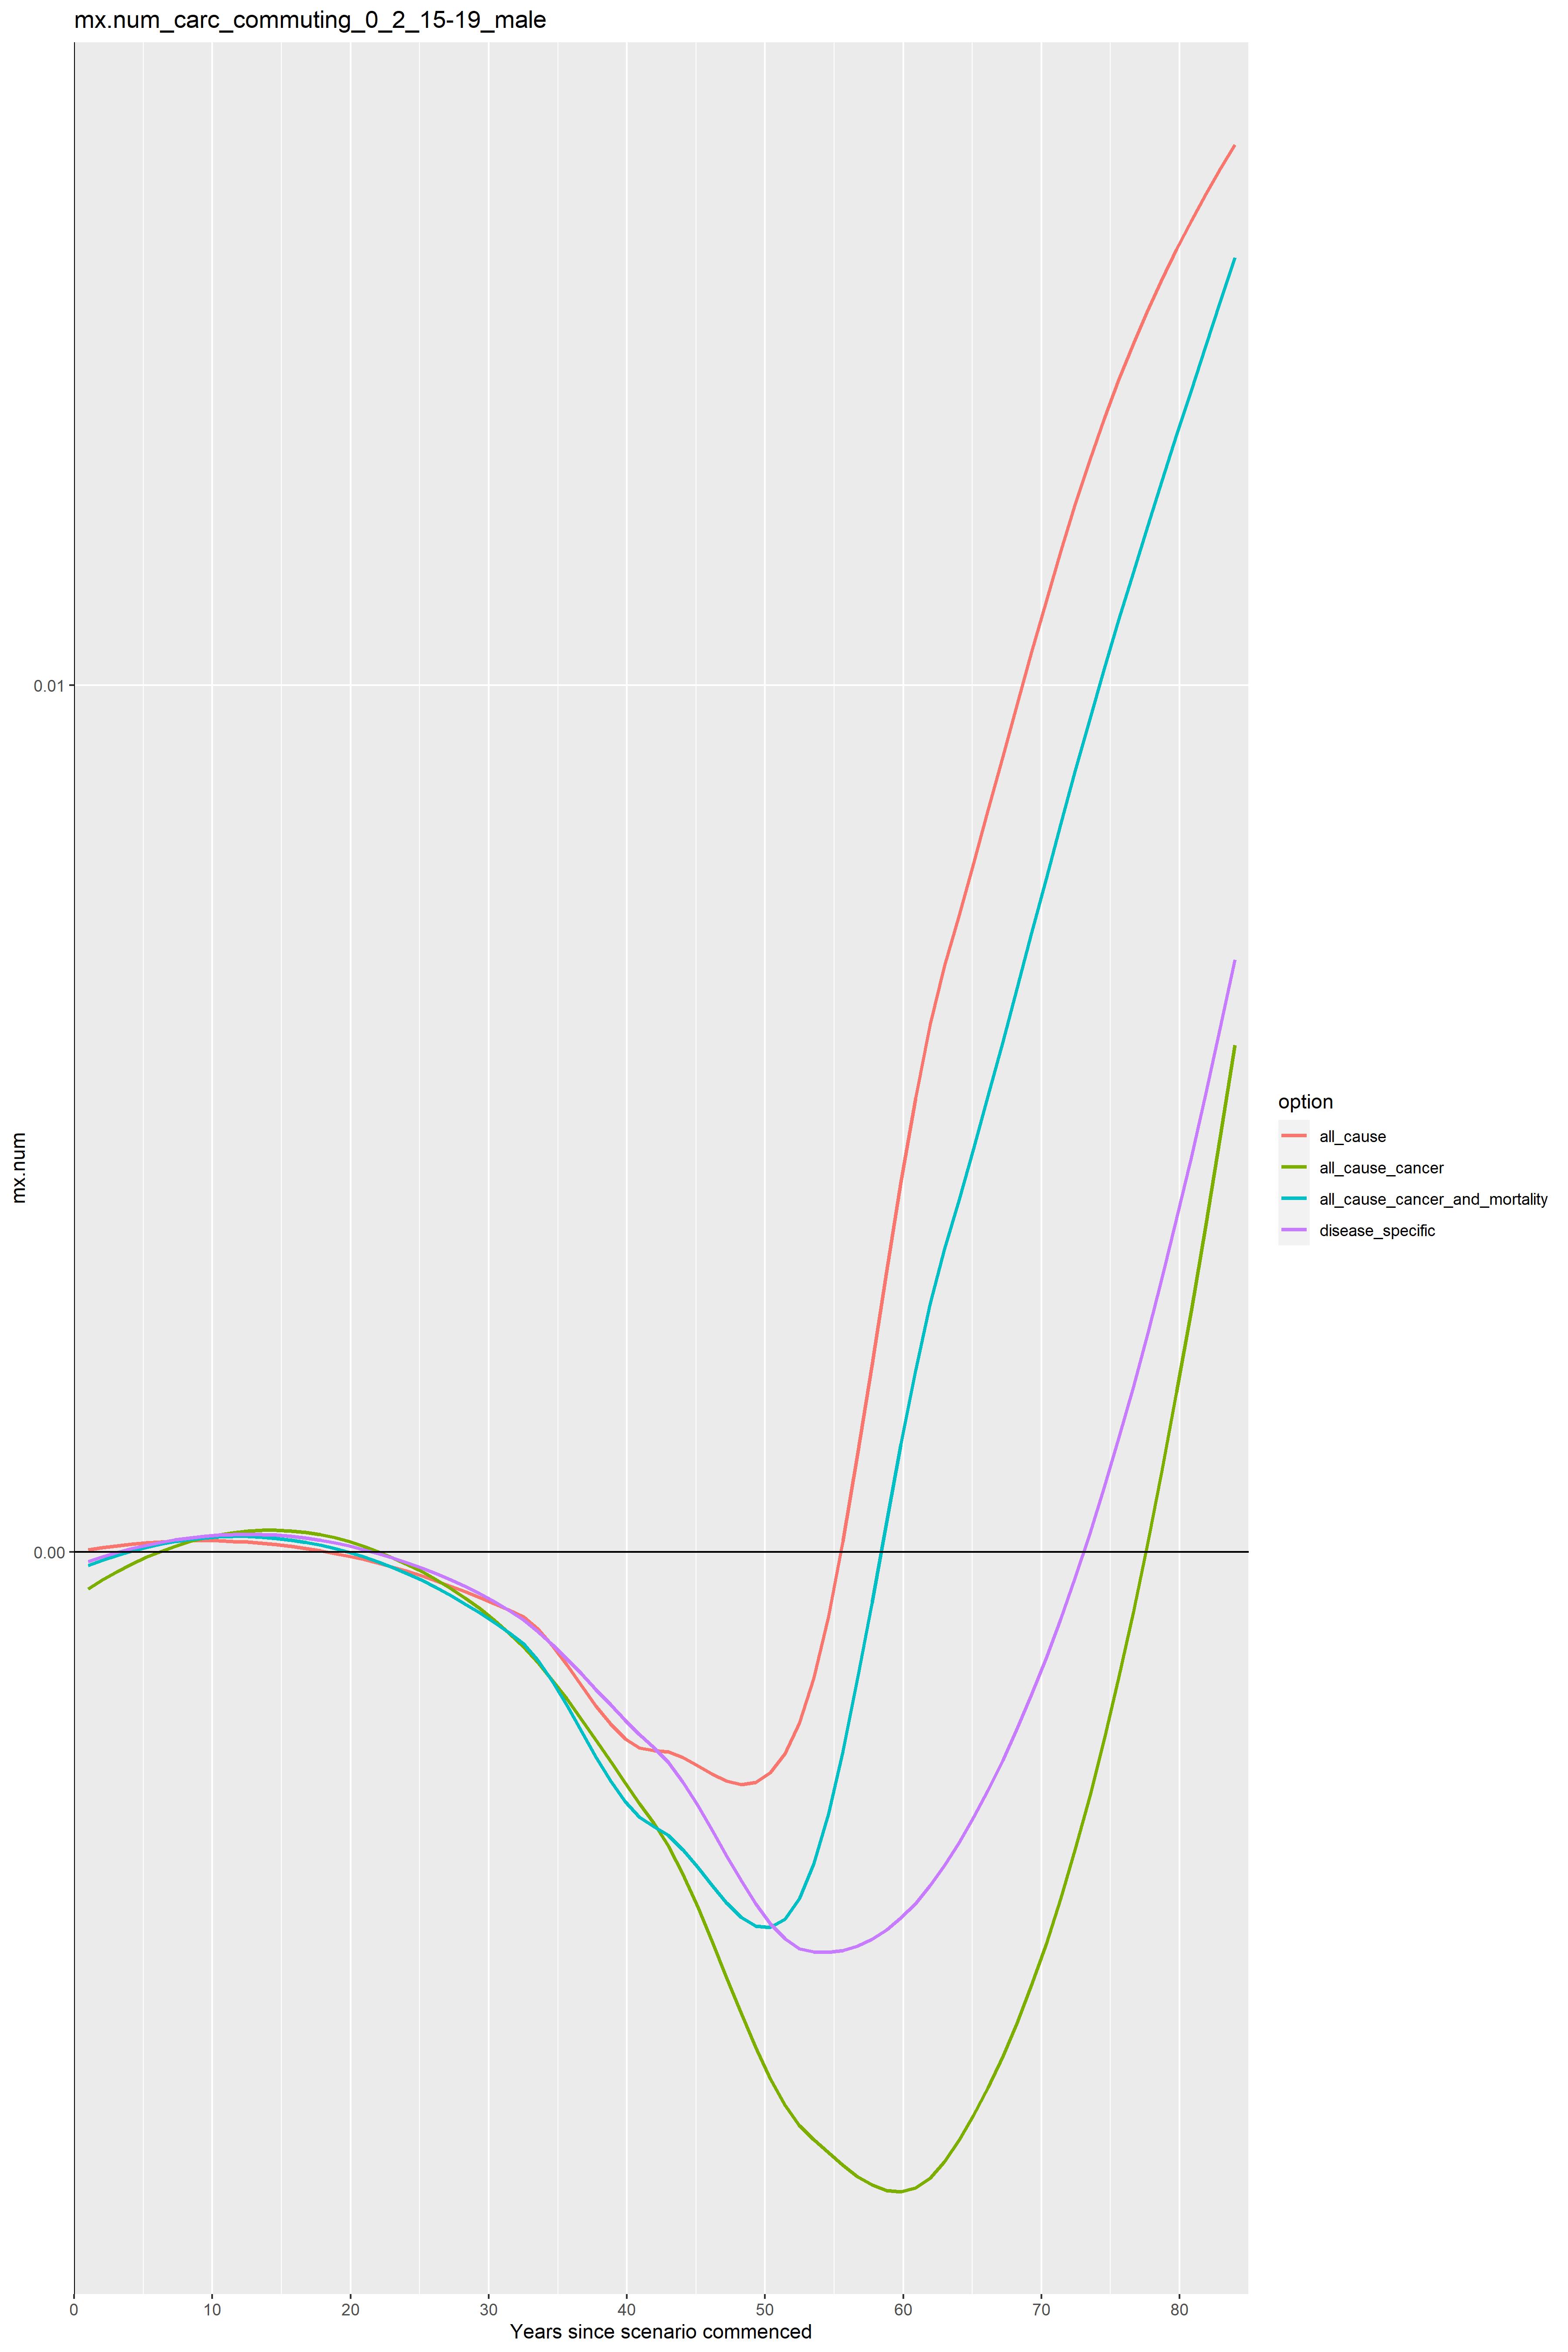 mx.num_carc_commuting_0_2_15-19_male
0.01
mx.num
0.00
option
all_cause
all_cause_cancer
all_cause_cancer_and_mortality
disease_specific
0 10 20 30 40 50 60 70 80
Years since scenario commenced